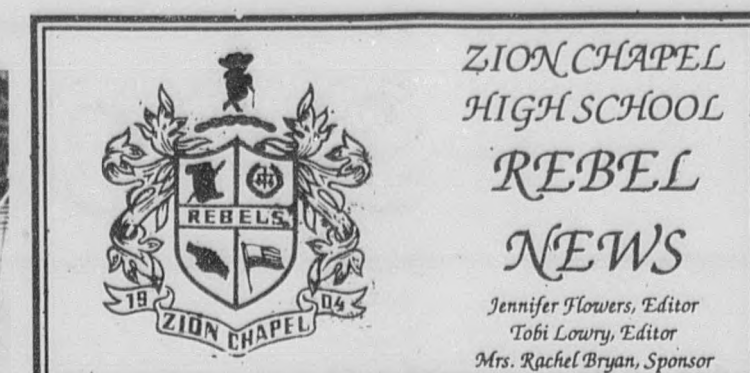 REBELS
19 04
ZION CHAPEL
ZION CHAPEL
HIGH SCHOOL
REBEL
NEWS
Jennifer Flowers, Editor
Tobi Lowry, Editor
Mrs. Rachel Bryan, Sponsor